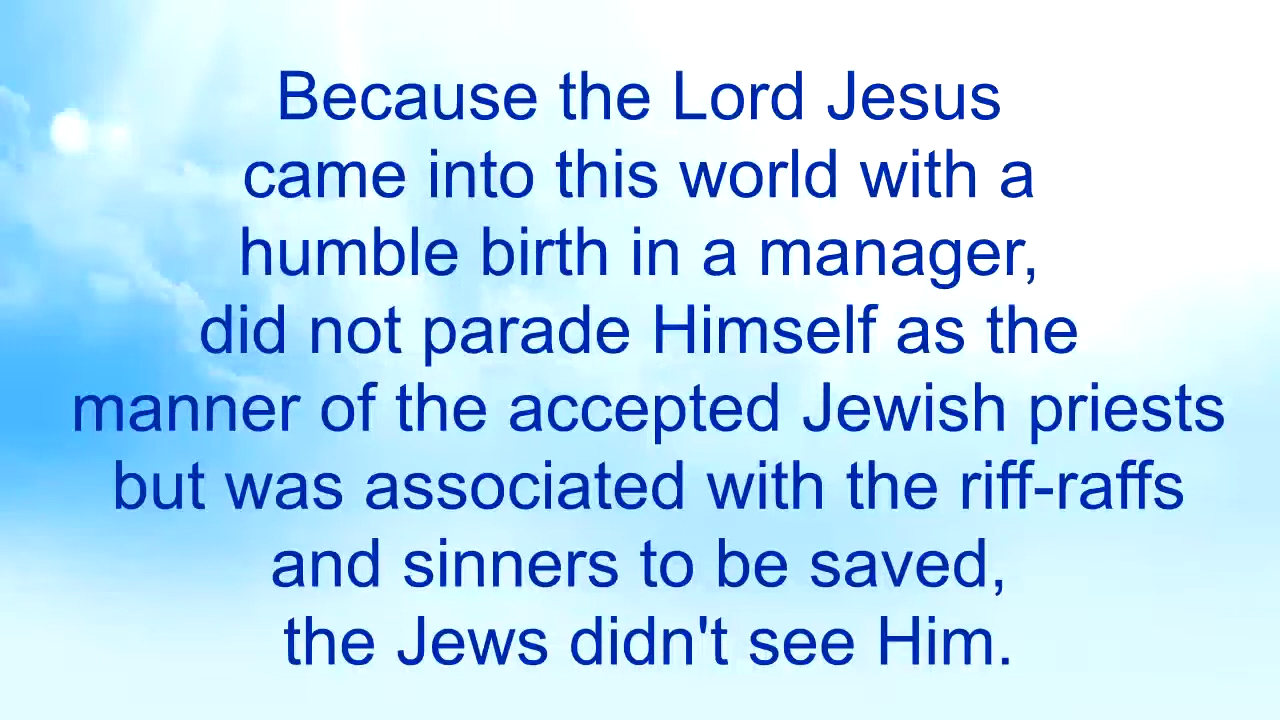 Because the Lord Jesus
came into this world with a
humble birth in a manager,
did not parade Himself as the
manner of the accepted Jewish priests
but was associated with the riff-raffs
and sinners to be saved,
the Jews didn't see Him.